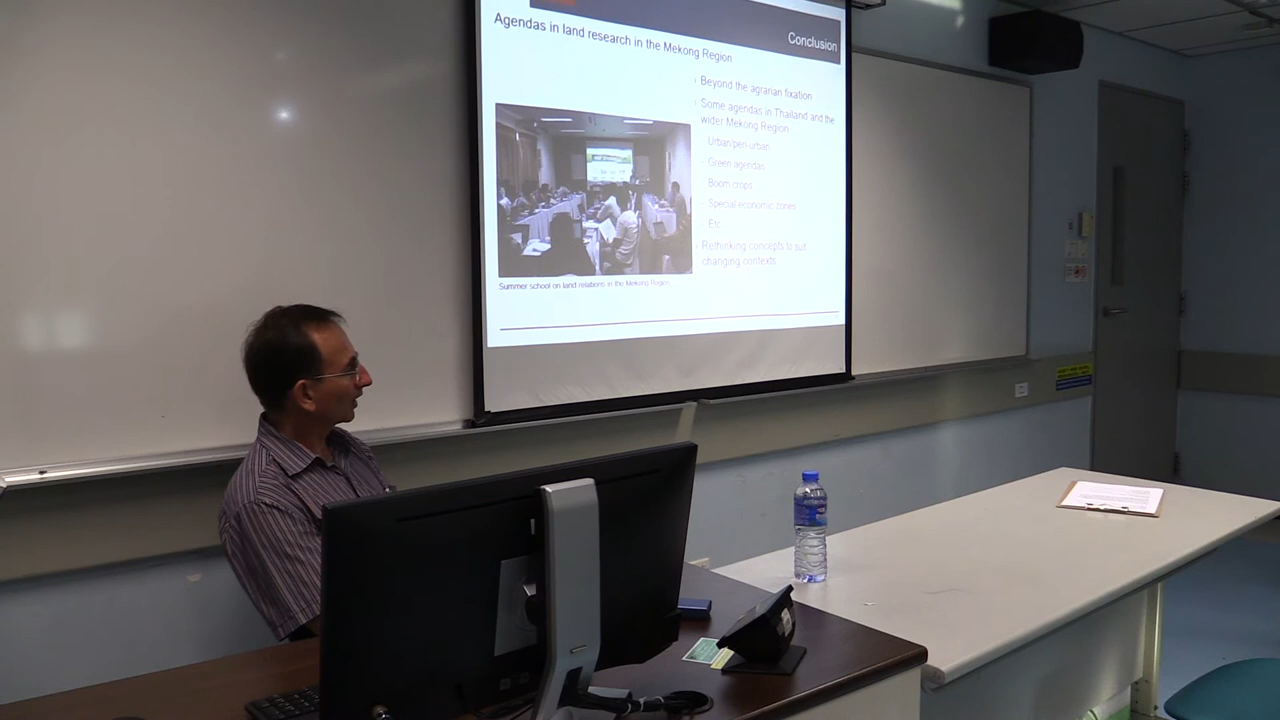 Conclusion
Agendas in land research in the Mekong Region
Beyond the agrarian fixation
Some agendas in Thailand and the
wider Mekong Region
Urban/peri-urban
Green agendas
Boom crops
Special economic zones
Etc
Rethinking concepts to suit
changing contexts
Summer school on land relations in the Mekong Region